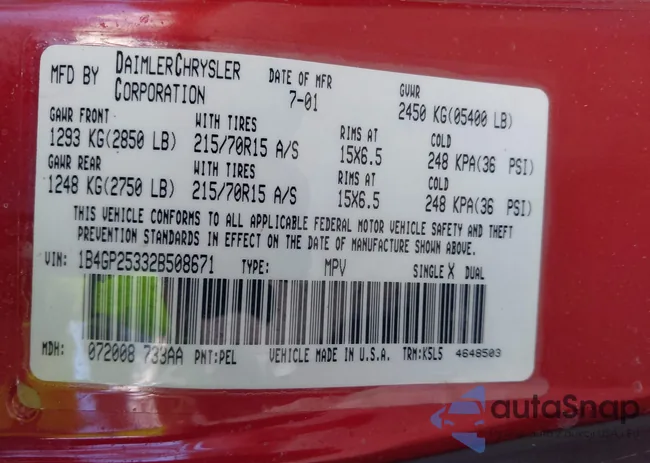 MFD BY DAIMLERCHRYSLER CORPORATION DATE OF MFR 7-01 GVWR 2450 KG(05400 LB)
GAWR FRONT WITH TIRES RIMS AT COLD
1293 KG(2850 LB) 215/70R15 A/S 15X6.5 248 KPA(36 PSI)
GAWR REAR WITH TIRES RIMS AT COLD
1248 KG(2750 LB) 215/70R15 A/S 15X6.5 248 KPA(36 PSI)
THIS VEHICLE CONFORMS TO ALL APPLICABLE FEDERAL MOTOR VEHICLE SAFETY AND THEFT
PREVENTION STANDARDS IN EFFECT ON THE DATE OF MANUFACTURE SHOWN ABOVE.
VIN: 1B4GP25332B508671 TYPE: MPV SINGLE X DUAL
MDH: 072008 733AA PNT:PEL VEHICLE MADE IN U.S.A. TRM:K5L5 4648503
autoSnap